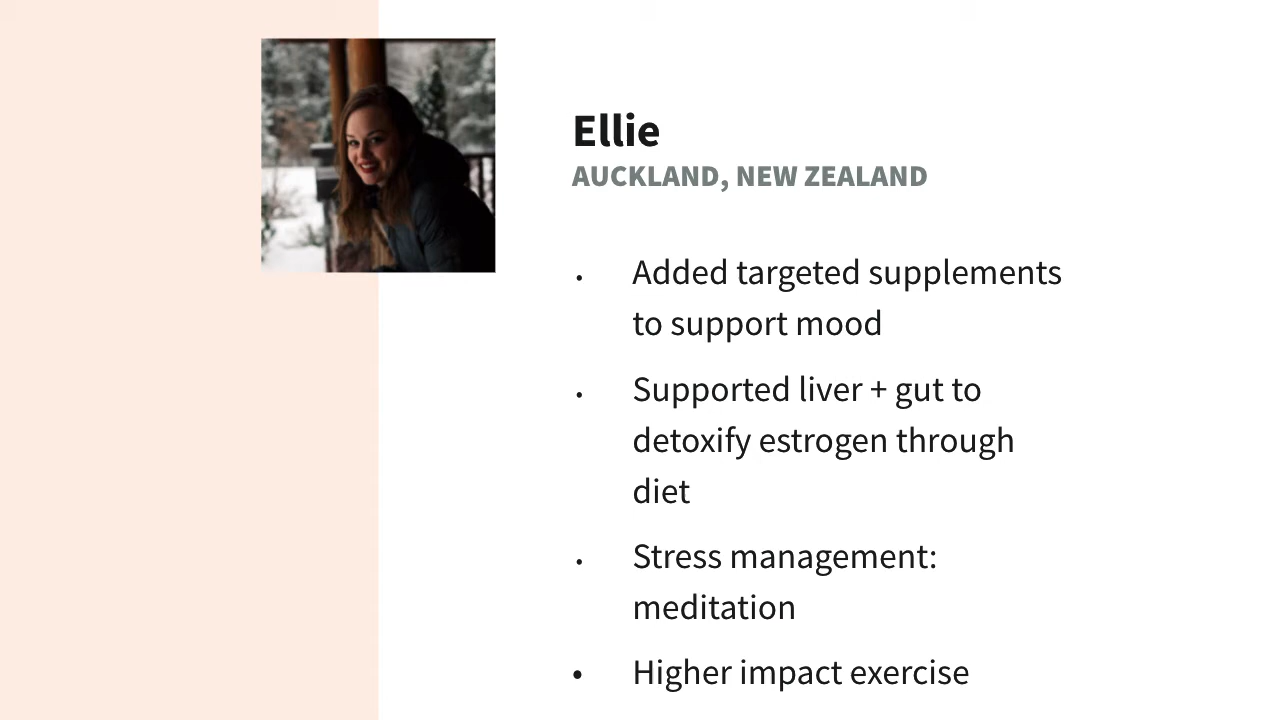 Ellie
AUCKLAND, NEW ZEALAND
• Added targeted supplements
to support mood
• Supported liver + gut to
detoxify estrogen through
diet
• Stress management:
meditation
• Higher impact exercise